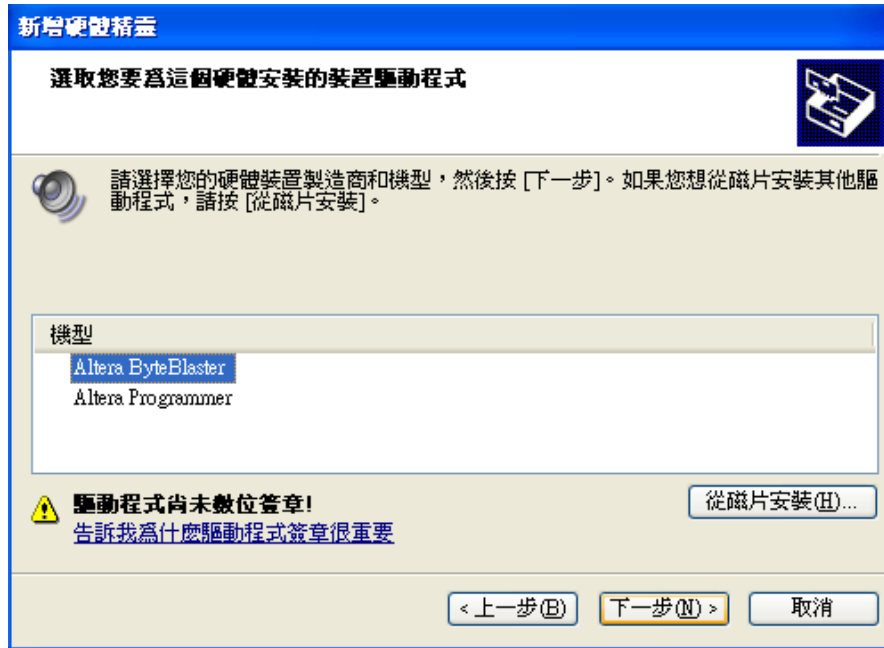 新增硬體精靈
選取您要爲這個硬體安裝的裝置驅動程式
請選擇您的硬體裝置製造商和機型，然後按 [下一步]。如果您想從磁片安裝其他驅
動程式，請按 [從磁片安裝]。
機型
Altera ByteBlaster
Altera Programmer
驅動程式尚未數位簽章!
告訴我爲什麼驅動程式簽章很重要
從磁片安裝(H)...
< 上一步(B)
下一步(N) >
取消